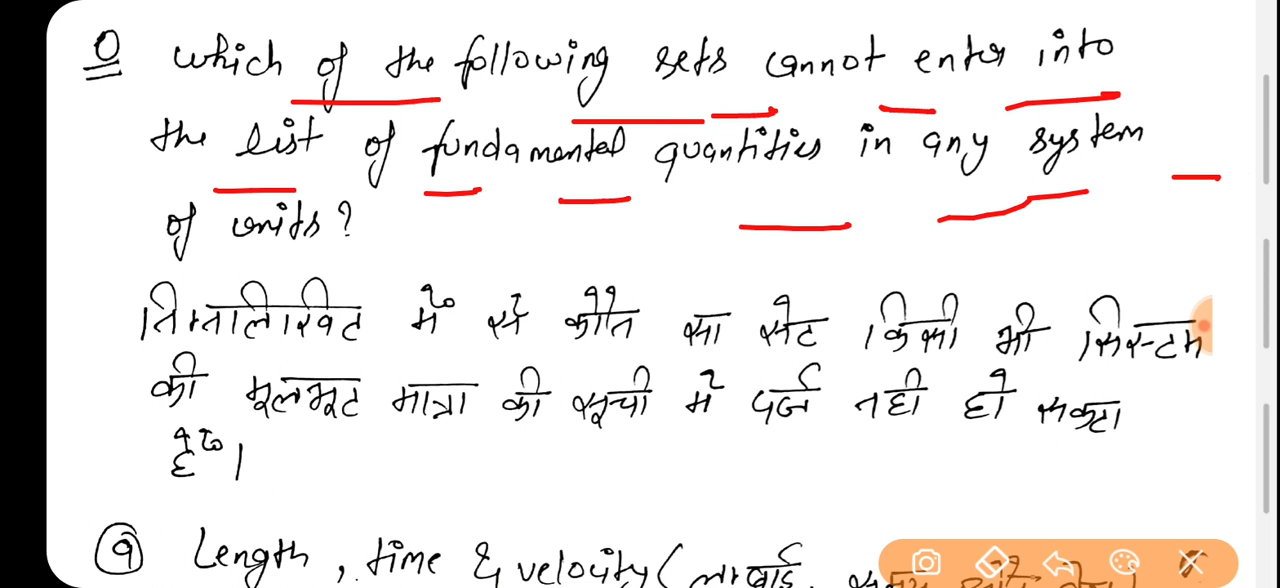 Q which of the following sets cannot enter into
the list of fundamental quantities in any system
of units?
निम्नलिखित में से कौन सा सेट किसी भी सिस्टम
की मूलभूत मात्रा की सूची में दर्ज नही हो सकता
है।
(a) Length, time & velocity (लम्बाई,